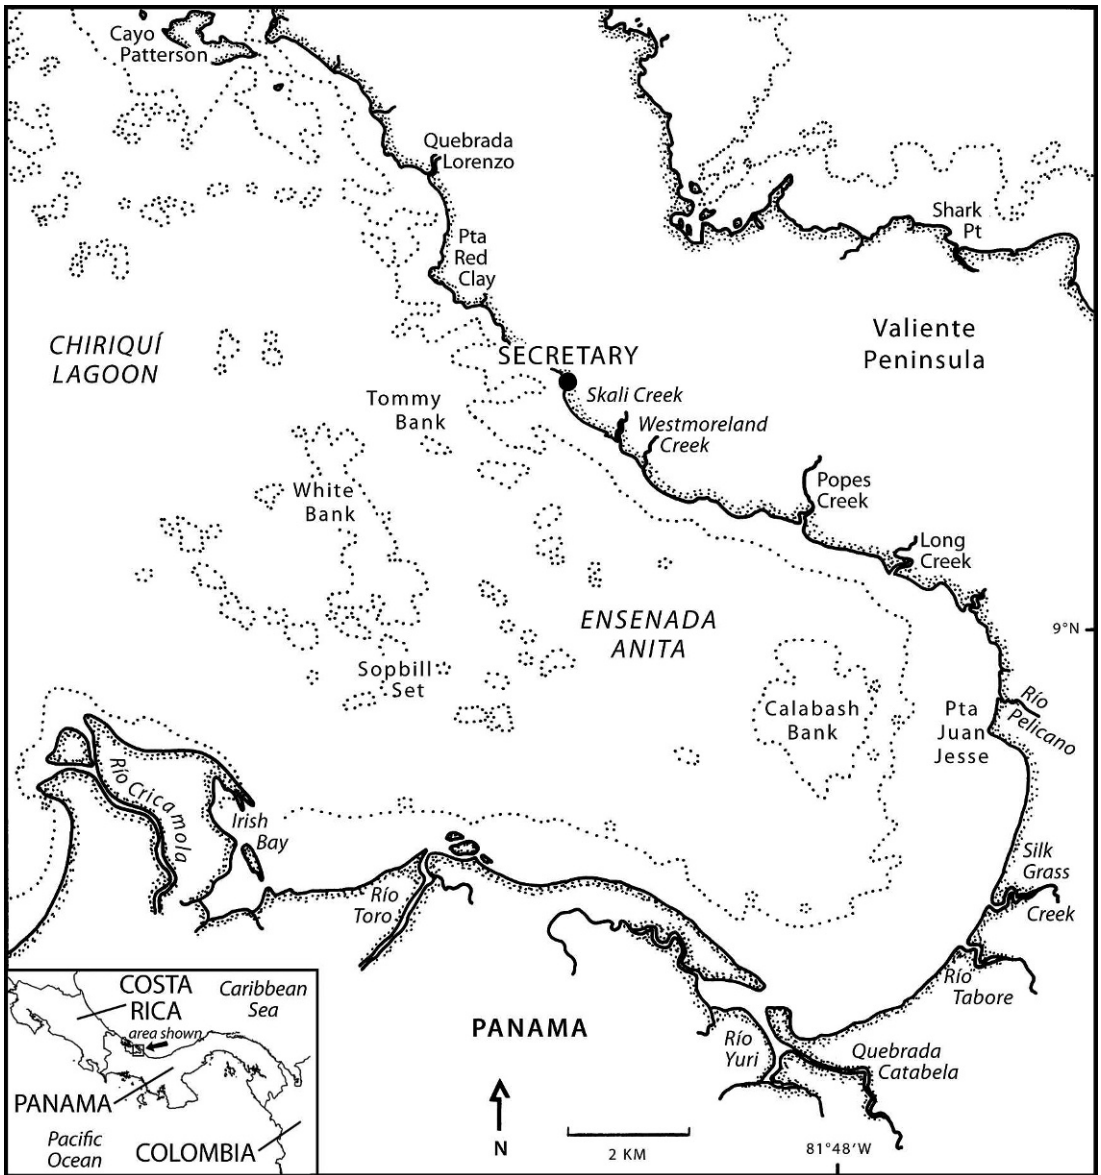 Cayo
Patterson
Quebrada
Lorenzo
Shark
Pt
Pta
Red
Clay
Valiente
Peninsula
CHIRIQUÍ
LAGOON
SECRETARY
Skali Creek
Tommy
Bank
Westmoreland
Creek
Popes
Creek
White
Bank
Long
Creek
ENSENADA
ANITA
9°N
Sopbill
Set
Río
Pelicano
Calabash
Bank
Pta
Juan
Jesse
Río Cricamola
Irish
Bay
Silk
Grass
Creek
Río
Toro
Río
Tabore
COSTA
RICA
Caribbean
Sea
area shown
PANAMA
Río
Yuri
Quebrada
Catabela
PANAMA
Pacific
Ocean
COLOMBIA
N
2 KM
81°48'W